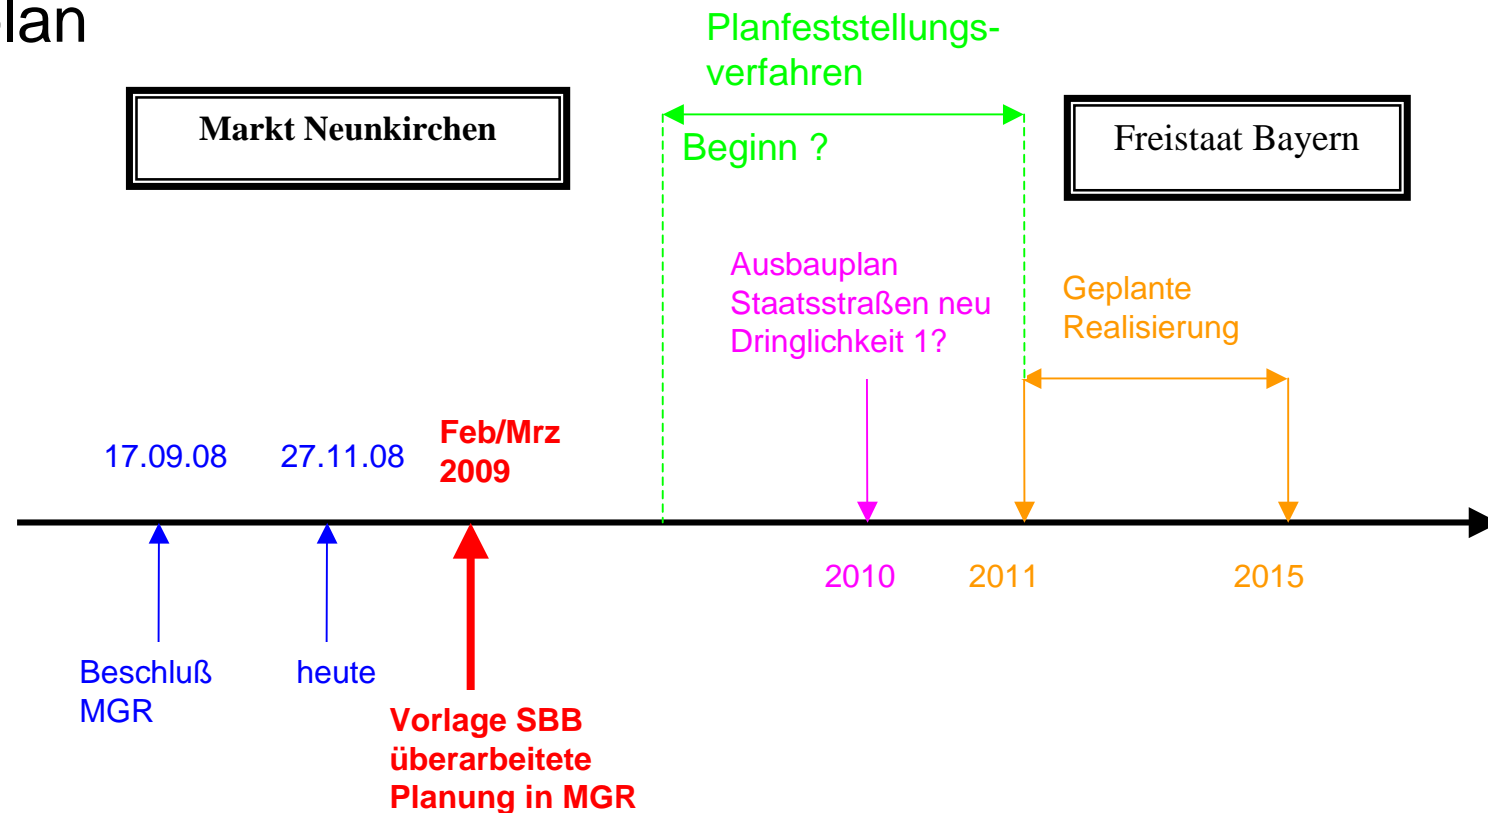 lan
Markt Neunkirchen
Planfeststellungs-
verfahren
Beginn ?
Freistaat Bayern
Ausbauplan
Staatsstraßen neu
Dringlichkeit 1?
Geplante
Realisierung
17.09.08
27.11.08
Feb/Mrz
2009
2010
2011
2015
Beschluß
MGR
heute
Vorlage SBB
überarbeitete
Planung in MGR